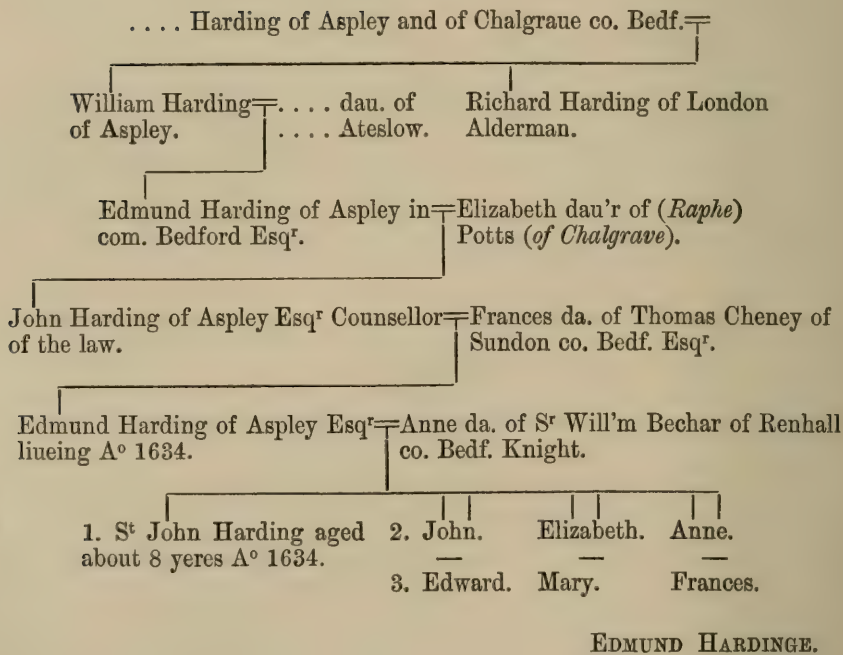 .... Harding of Aspley and of Chalgraue co. Bedf.
William Harding .... dau. of Richard Harding of London
of Aspley. .... Ateslow. Alderman.
Edmund Harding of Aspley in Elizabeth dau'r of (Raphe)
com. Bedford Esqʳ. Potts (of Chalgrave).
John Harding of Aspley Esqʳ Counsellor Frances da. of Thomas Cheney of
of the law. Sundon co. Bedf. Esqʳ.
Edmund Harding of Aspley Esqʳ Anne da. of Sʳ Will'm Bechar of Renhall
liueing Aᵒ 1634. co. Bedf. Knight.
1. Sᵗ John Harding aged 2. John. Elizabeth. Anne.
about 8 yeres Aᵒ 1634.
3. Edward. Mary. Frances.
EDMUND HARDINGE.